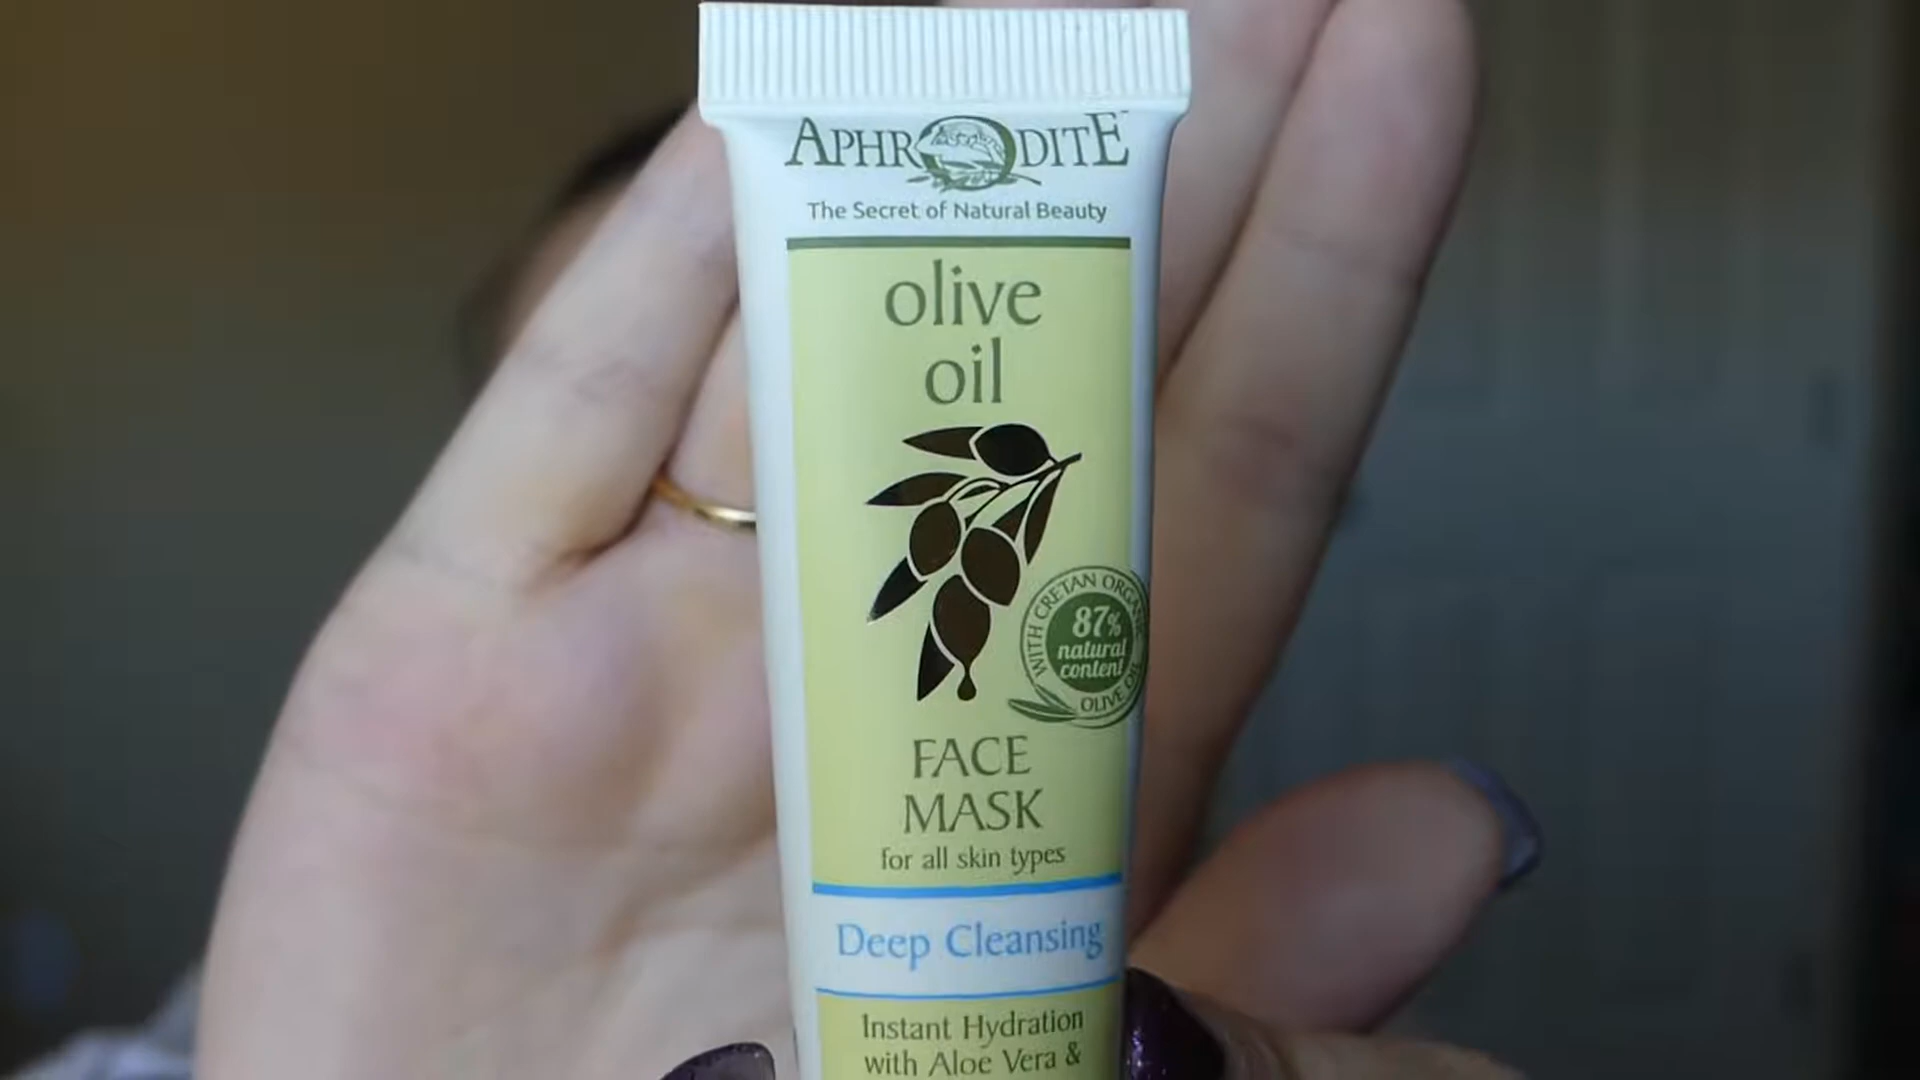 APHRODITE
The Secret of Natural Beauty
olive
oil
WITH CRETAN ORGANIC OLIVE OIL
87%
natural
content
FACE
MASK
for all skin types
Deep Cleansing
Instant Hydration
with Aloe Vera &